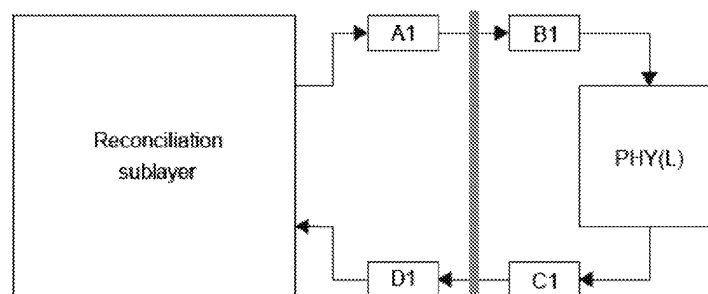 A1
B1
Reconciliation
sublayer
PHY(L)
D1
C1